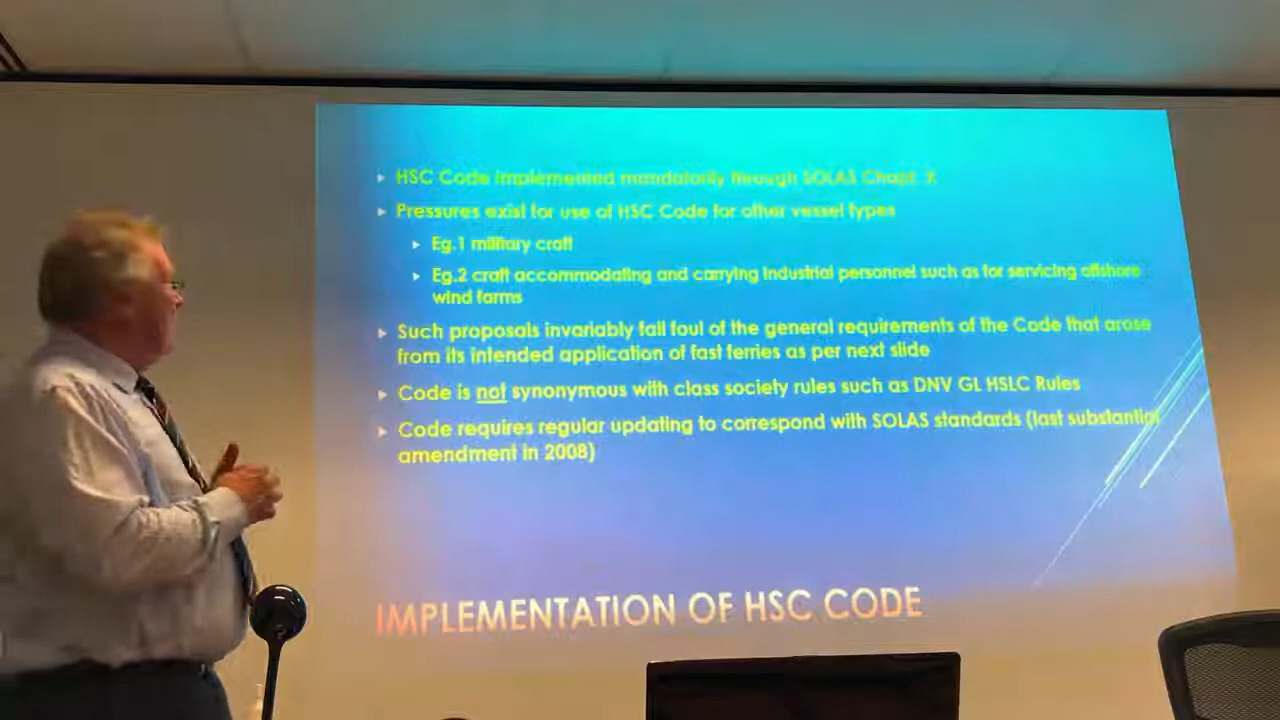 HSC Code implemented mandatorily through SOLAS Chapt. X
Pressures exist for use of HSC Code for other vessel types
Eg.1 military craft
Eg.2 craft accommodating and carrying industrial personnel such as for servicing offshore
wind farms
Such proposals invariably fall foul of the general requirements of the Code that arose
from its intended application of fast ferries as per next slide
Code is not synonymous with class society rules such as DNV GL HSLC Rules
Code requires regular updating to correspond with SOLAS standards (last substantial
amendment in 2008)
IMPLEMENTATION OF HSC CODE